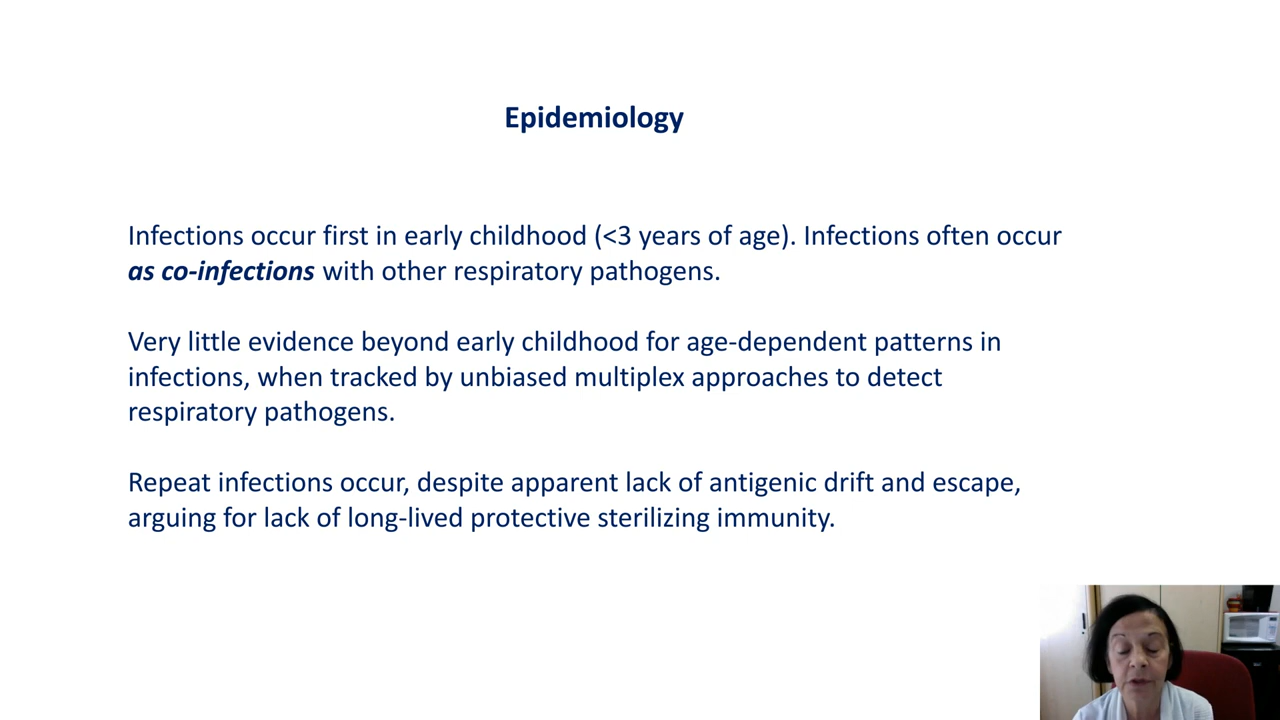 Epidemiology
Infections occur first in early childhood (<3 years of age). Infections often occur
as co-infections with other respiratory pathogens.
Very little evidence beyond early childhood for age-dependent patterns in
infections, when tracked by unbiased multiplex approaches to detect
respiratory pathogens.
Repeat infections occur, despite apparent lack of antigenic drift and escape,
arguing for lack of long-lived protective sterilizing immunity.